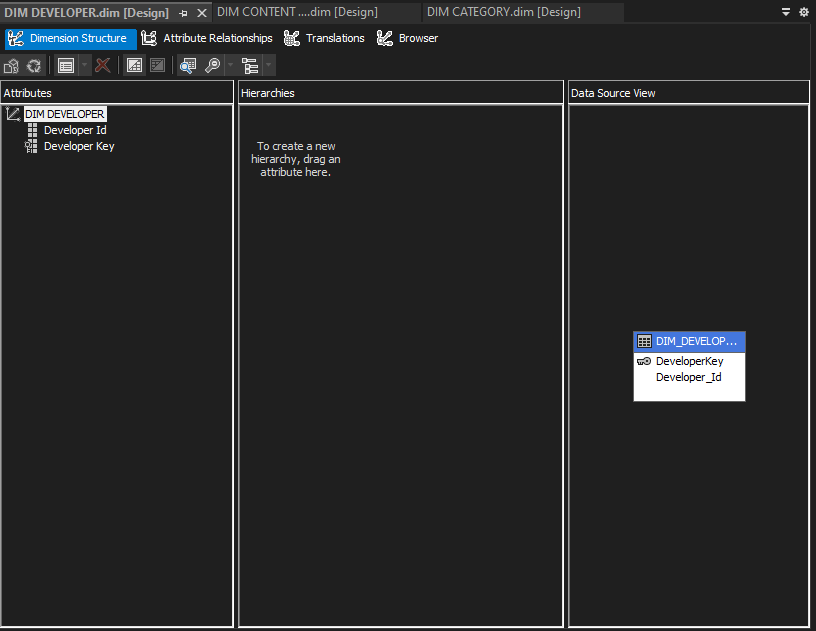 DIM DEVELOPER.dim [Design]
DIM CONTENT ....dim [Design]
DIM CATEGORY.dim [Design]
Dimension Structure
Attribute Relationships
Translations
Browser
Attributes
DIM DEVELOPER
Developer Id
Developer Key
Hierarchies
To create a new
hierarchy, drag an
attribute here.
Data Source View
DIM_DEVELOP...
DeveloperKey
Developer_Id